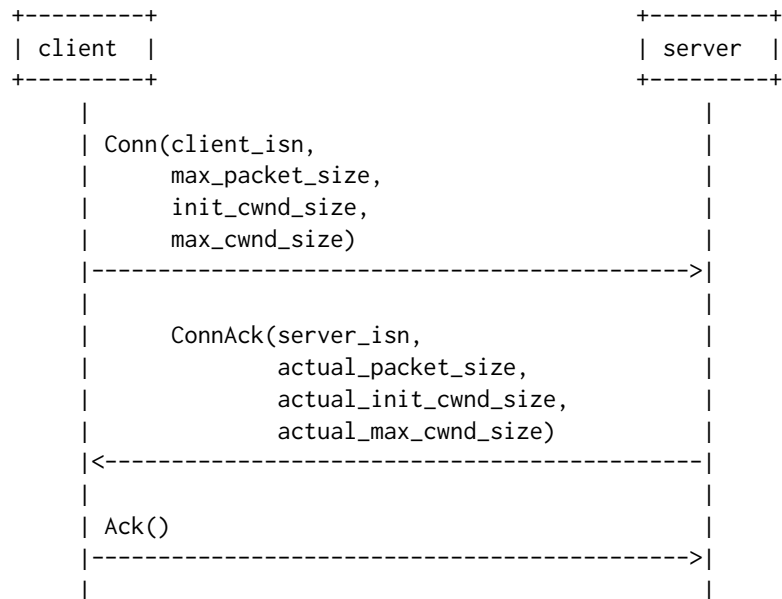 client server
Conn(client_isn,
max_packet_size,
init_cwnd_size,
max_cwnd_size)
ConnAck(server_isn,
actual_packet_size,
actual_init_cwnd_size,
actual_max_cwnd_size)
Ack()